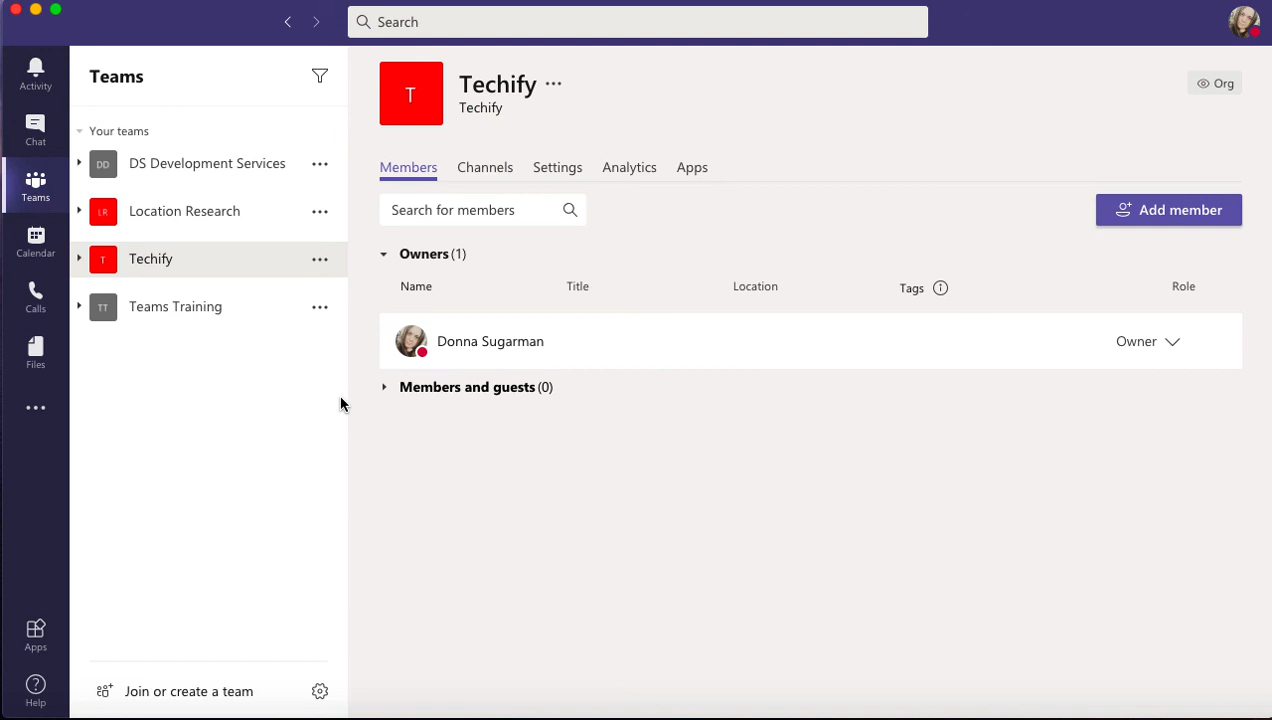 Search
Activity
Chat
Teams
Calendar
Calls
Files
Apps
Help
Teams
Your teams
DD DS Development Services
LR Location Research
T Techify
TT Teams Training
Join or create a team
T
Techify
Techify
Org
Members Channels Settings Analytics Apps
Search for members
Add member
Owners (1)
Name Title Location Tags Role
Donna Sugarman Owner
Members and guests (0)